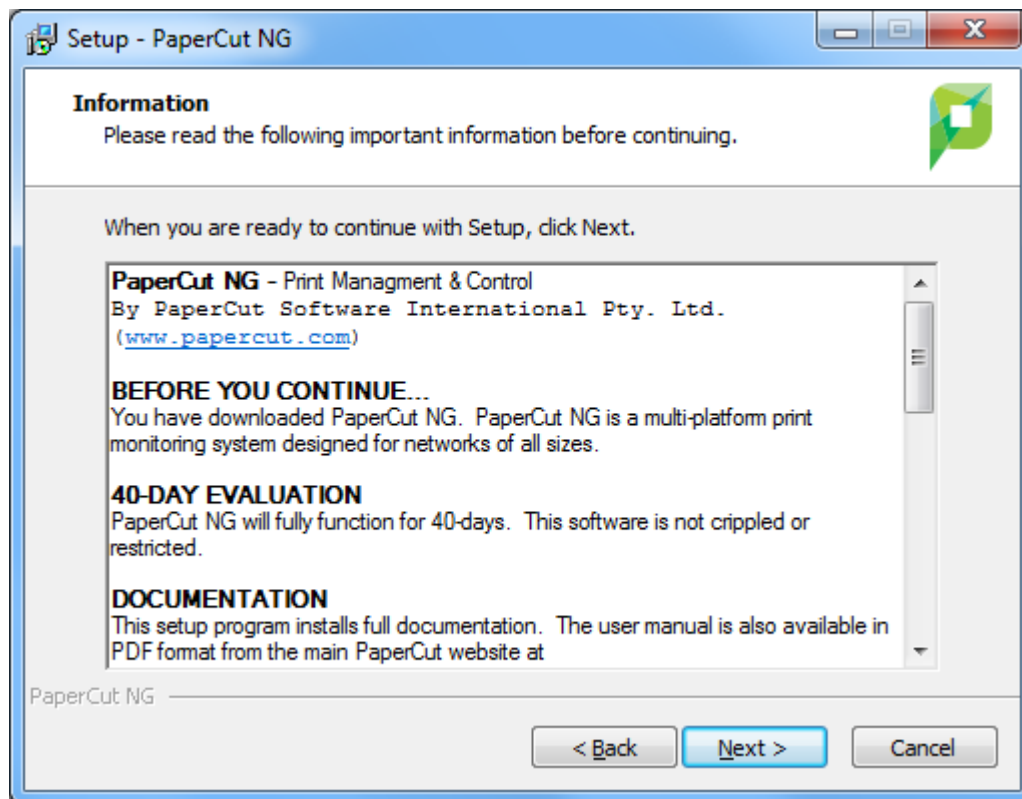 Setup - PaperCut NG
Information
Please read the following important information before continuing.
When you are ready to continue with Setup, click Next.
PaperCut NG - Print Managment & Control
By PaperCut Software International Pty. Ltd.
(www.papercut.com)
BEFORE YOU CONTINUE...
You have downloaded PaperCut NG.  PaperCut NG is a multi-platform print
monitoring system designed for networks of all sizes.
40-DAY EVALUATION
PaperCut NG will fully function for 40-days.  This software is not crippled or
restricted.
DOCUMENTATION
This setup program installs full documentation.  The user manual is also available in
PDF format from the main PaperCut website at
PaperCut NG
< Back
Next >
Cancel